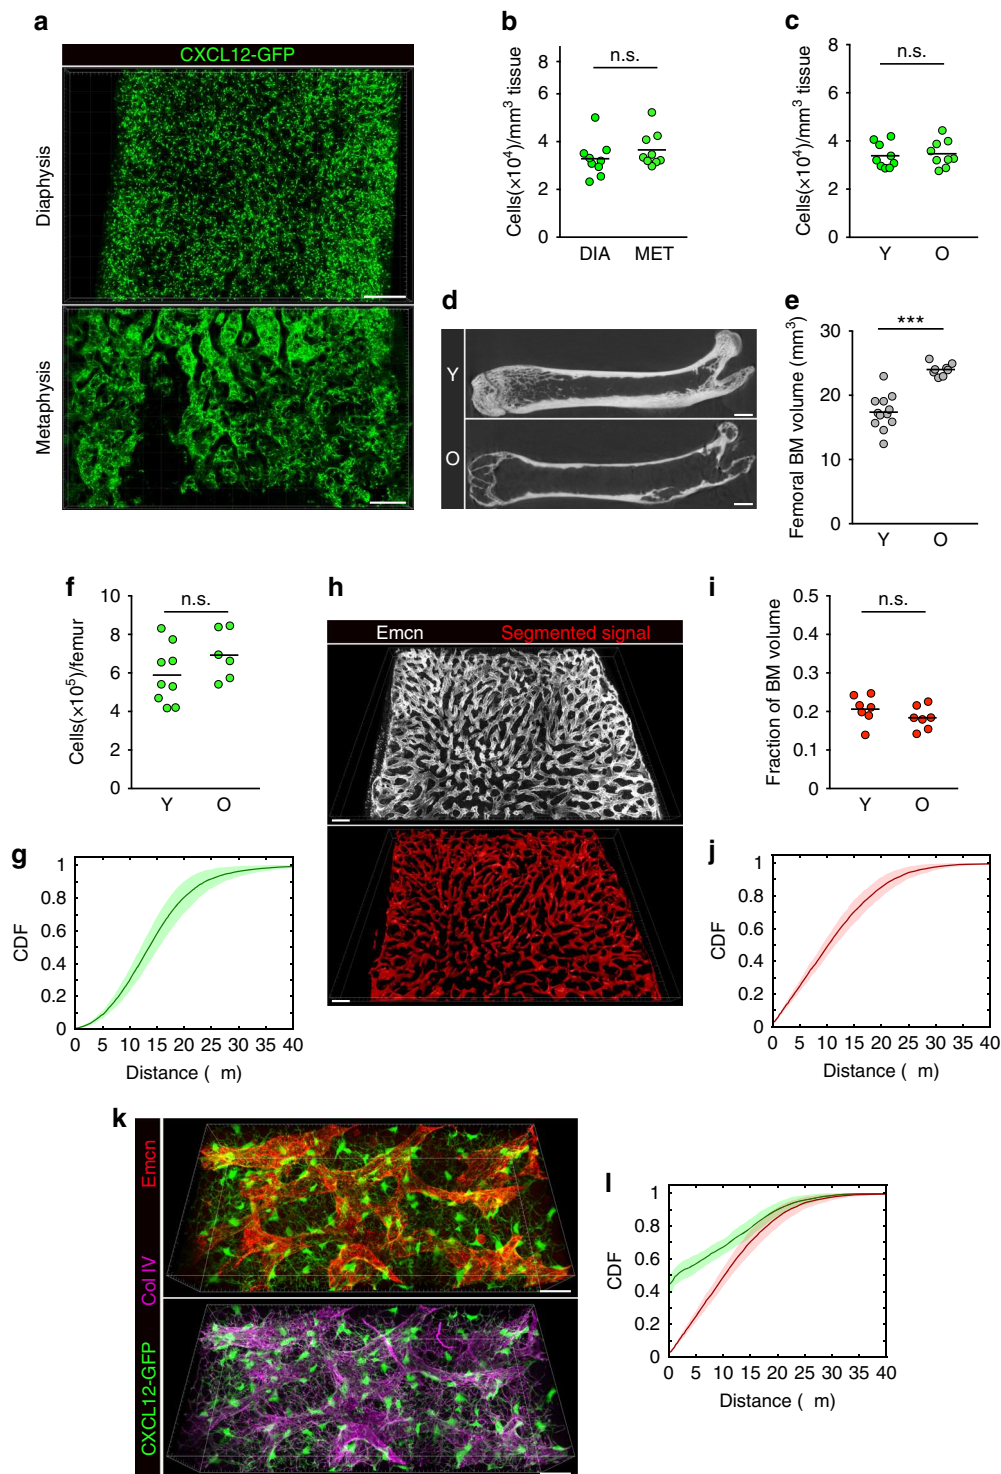 a
CXCL12-GFP
Diaphysis
Metaphysis
b
Cells(×10⁴)/mm³ tissue
8
6
4
2
0
n.s.
DIA MET
c
Cells(×10⁴)/mm³ tissue
8
6
4
2
0
n.s.
Y O
d
Y
O
e
Femoral BM volume (mm³)
30
20
10
0
***
Y O
f
Cells(×10⁵)/femur
10
8
6
4
2
0
n.s.
Y O
g
CDF
1
0.8
0.6
0.4
0.2
0
0 5 10 15 20 25 30 35 40
Distance ( m)
h
Emcn Segmented signal
i
Fraction of BM volume
0.5
0.4
0.3
0.2
0.1
0
n.s.
Y O
j
CDF
1
0.8
0.6
0.4
0.2
0
0 5 10 15 20 25 30 35 40
Distance ( m)
k
Emcn
Col IV
CXCL12-GFP
l
CDF
1
0.8
0.6
0.4
0.2
0
0 5 10 15 20 25 30 35 40
Distance ( m)